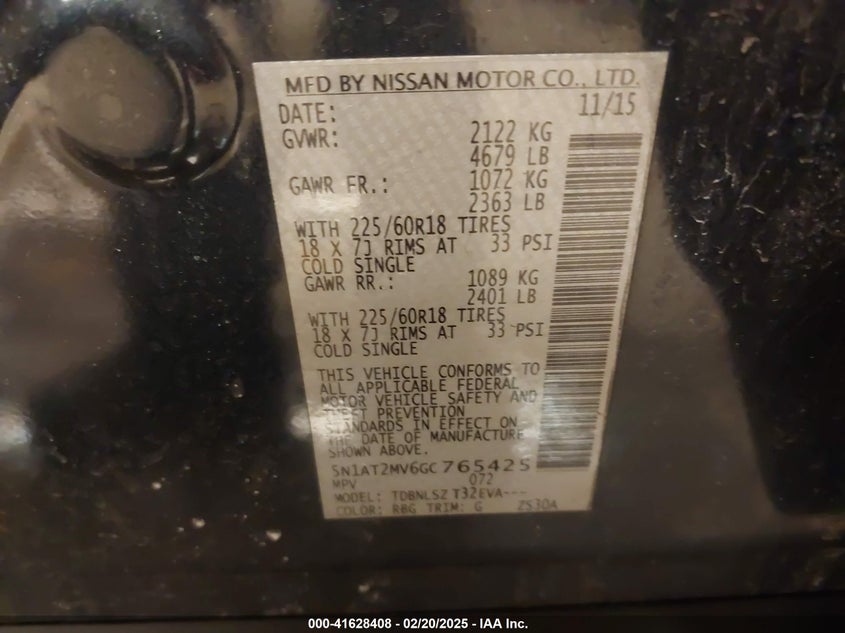 MFD BY NISSAN MOTOR CO., LTD.
DATE: 11/15
GVWR: 2122 KG
4679 LB
GAWR FR.: 1072 KG
2363 LB
WITH 225/60R18 TIRES
18 X 7J RIMS AT 33 PSI
COLD SINGLE
GAWR RR.: 1089 KG
2401 LB
WITH 225/60R18 TIRES
18 X 7J RIMS AT 33 PSI
COLD SINGLE
THIS VEHICLE CONFORMS TO
ALL APPLICABLE FEDERAL
MOTOR VEHICLE SAFETY AND
THEFT PREVENTION
STANDARDS IN EFFECT ON
THE DATE OF MANUFACTURE
SHOWN ABOVE.
5N1AT2MV6GC765425
MPV 072
MODEL: TDBNLSZ T32EVA---
COLOR: RBG TRIM: G ZS30A
000-41628408 - 02/20/2025 - IAA Inc.